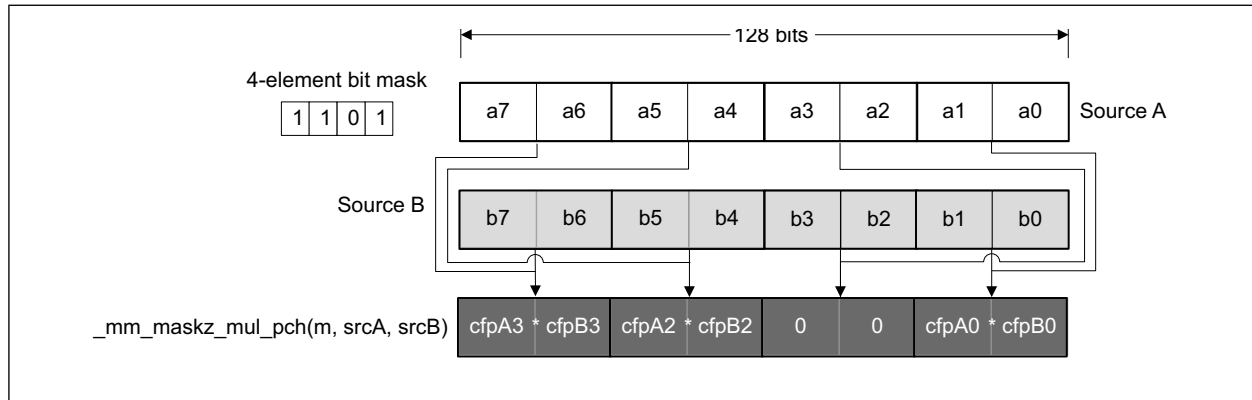 128 bits
4-element bit mask
1 1 0 1
a7 a6 a5 a4 a3 a2 a1 a0
Source A
Source B
b7 b6 b5 b4 b3 b2 b1 b0
_mm_maskz_mul_pch(m, srcA, srcB)
cfpA3 * cfpB3 cfpA2 * cfpB2 0 0 cfpA0 * cfpB0